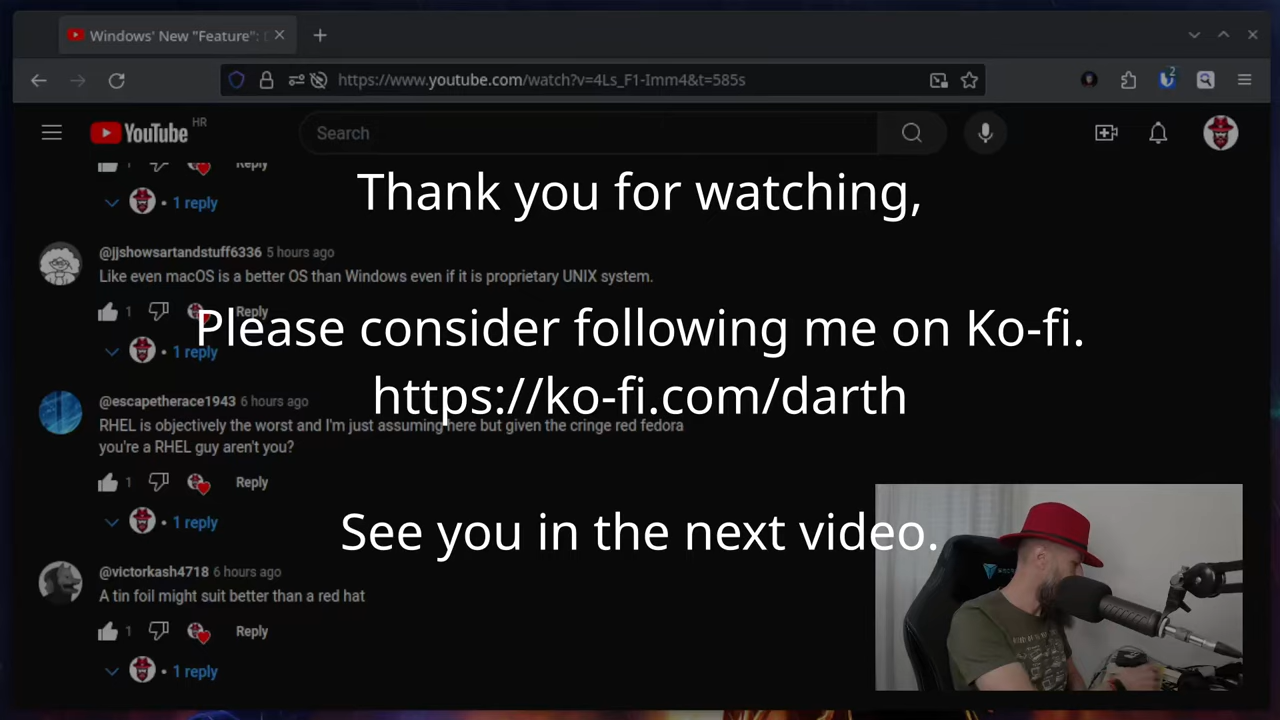 Windows' New "Feature":
https://www.youtube.com/watch?v=4Ls_F1-Imm4&t=585s
2
YouTube HR
Search
1 Reply
Thank you for watching,
1 reply
@jjshowsartandstuff6336 5 hours ago
Like even macOS is a better OS than Windows even if it is proprietary UNIX system.
1 Reply
Please consider following me on Ko-fi.
1 reply
https://ko-fi.com/darth
@escapetherace1943 6 hours ago
RHEL is objectively the worst and I'm just assuming here but given the cringe red fedora
you're a RHEL guy aren't you?
1 Reply
1 reply
See you in the next video.
@victorkash4718 6 hours ago
A tin foil might suit better than a red hat
1 Reply
1 reply